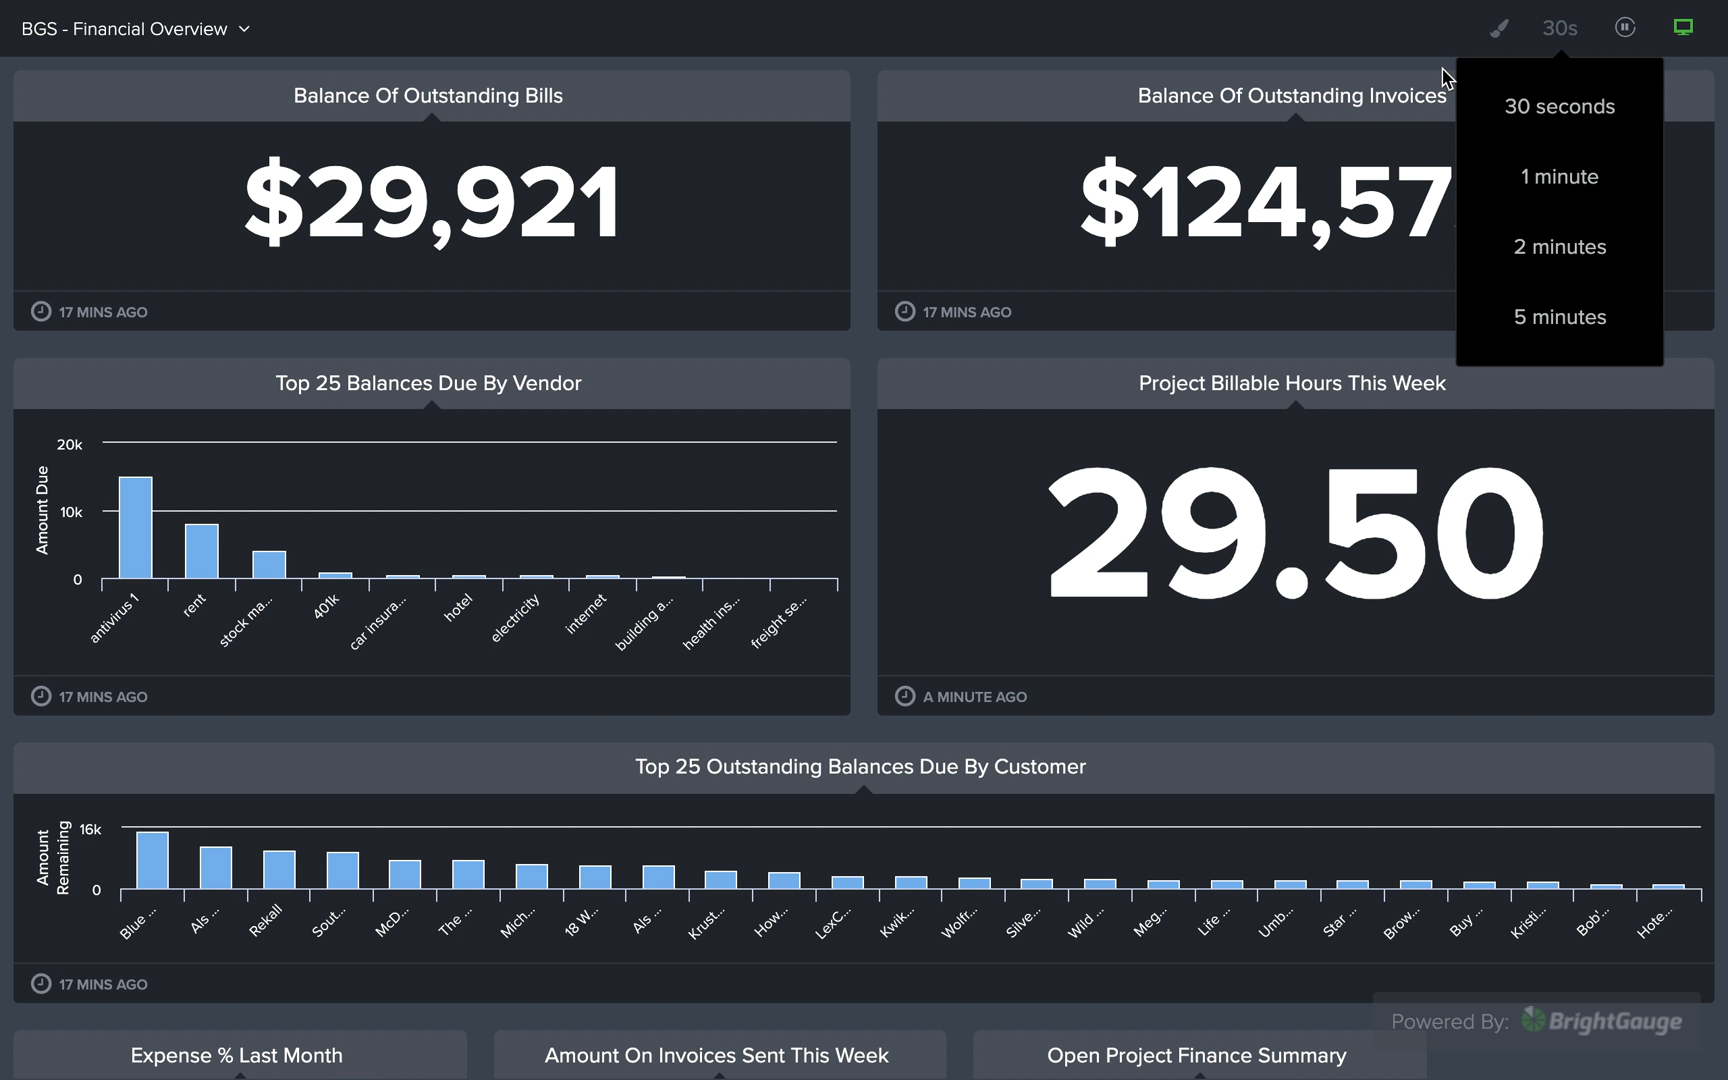 BGS - Financial Overview
30s
30 seconds
1 minute
2 minutes
5 minutes
Balance Of Outstanding Bills
$29,921
17 MINS AGO
Balance Of Outstanding Invoices
$124,57
17 MINS AGO
Top 25 Balances Due By Vendor
Amount Due
20k
10k
0
antivirus 1
rent
stock ma...
401k
car insura...
hotel
electricity
internet
building a...
health ins...
freight se...
17 MINS AGO
Project Billable Hours This Week
29.50
A MINUTE AGO
Top 25 Outstanding Balances Due By Customer
Amount
Remaining
16k
0
Blue ...
Als ...
Rekall
Sout...
McD...
The ...
Mich...
18 W...
Als ...
Krust...
How...
LexC...
Kwik...
Wolfr...
Silve...
Wild ...
Meg...
Life ...
Umb...
Star ...
Brow...
Buy ...
Kristi...
Bob'...
Hote...
17 MINS AGO
Powered By: BrightGauge
Expense % Last Month
Amount On Invoices Sent This Week
Open Project Finance Summary